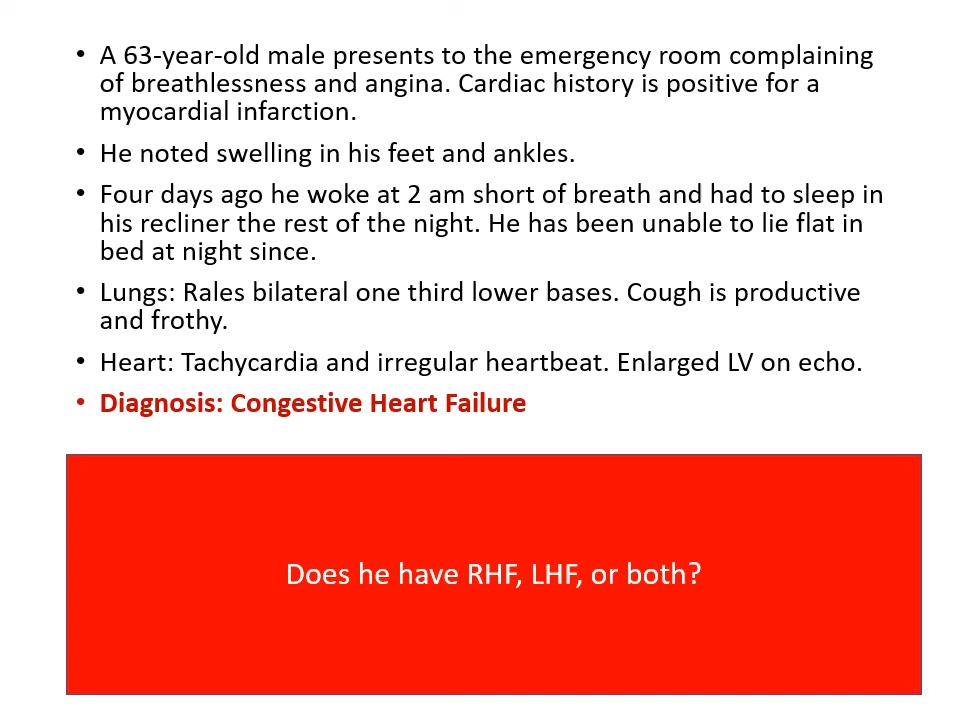 • A 63-year-old male presents to the emergency room complaining
of breathlessness and angina. Cardiac history is positive for a
myocardial infarction.
• He noted swelling in his feet and ankles.
• Four days ago he woke at 2 am short of breath and had to sleep in
his recliner the rest of the night. He has been unable to lie flat in
bed at night since.
• Lungs: Rales bilateral one third lower bases. Cough is productive
and frothy.
• Heart: Tachycardia and irregular heartbeat. Enlarged LV on echo.
• Diagnosis: Congestive Heart Failure
Does he have RHF, LHF, or both?